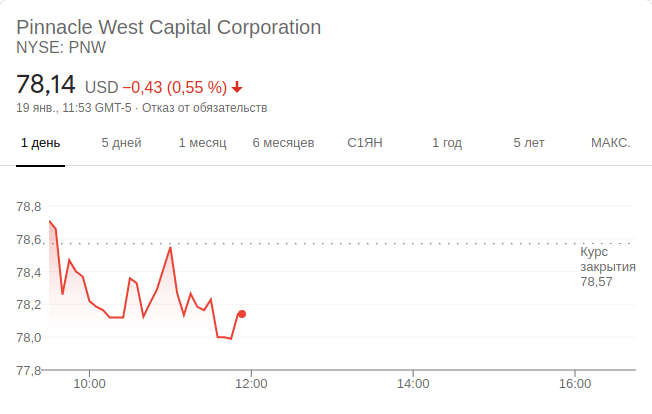 Pinnacle West Capital Corporation
NYSE: PNW
78,14 USD −0,43 (0,55 %)
19 янв., 11:53 GMT-5 · Отказ от обязательств
1 день 5 дней 1 месяц 6 месяцев С1ЯН 1 год 5 лет МАКС.
78,8
78,6
78,4
78,2
78,0
77,8
Курс
закрытия
78,57
10:00 12:00 14:00 16:00